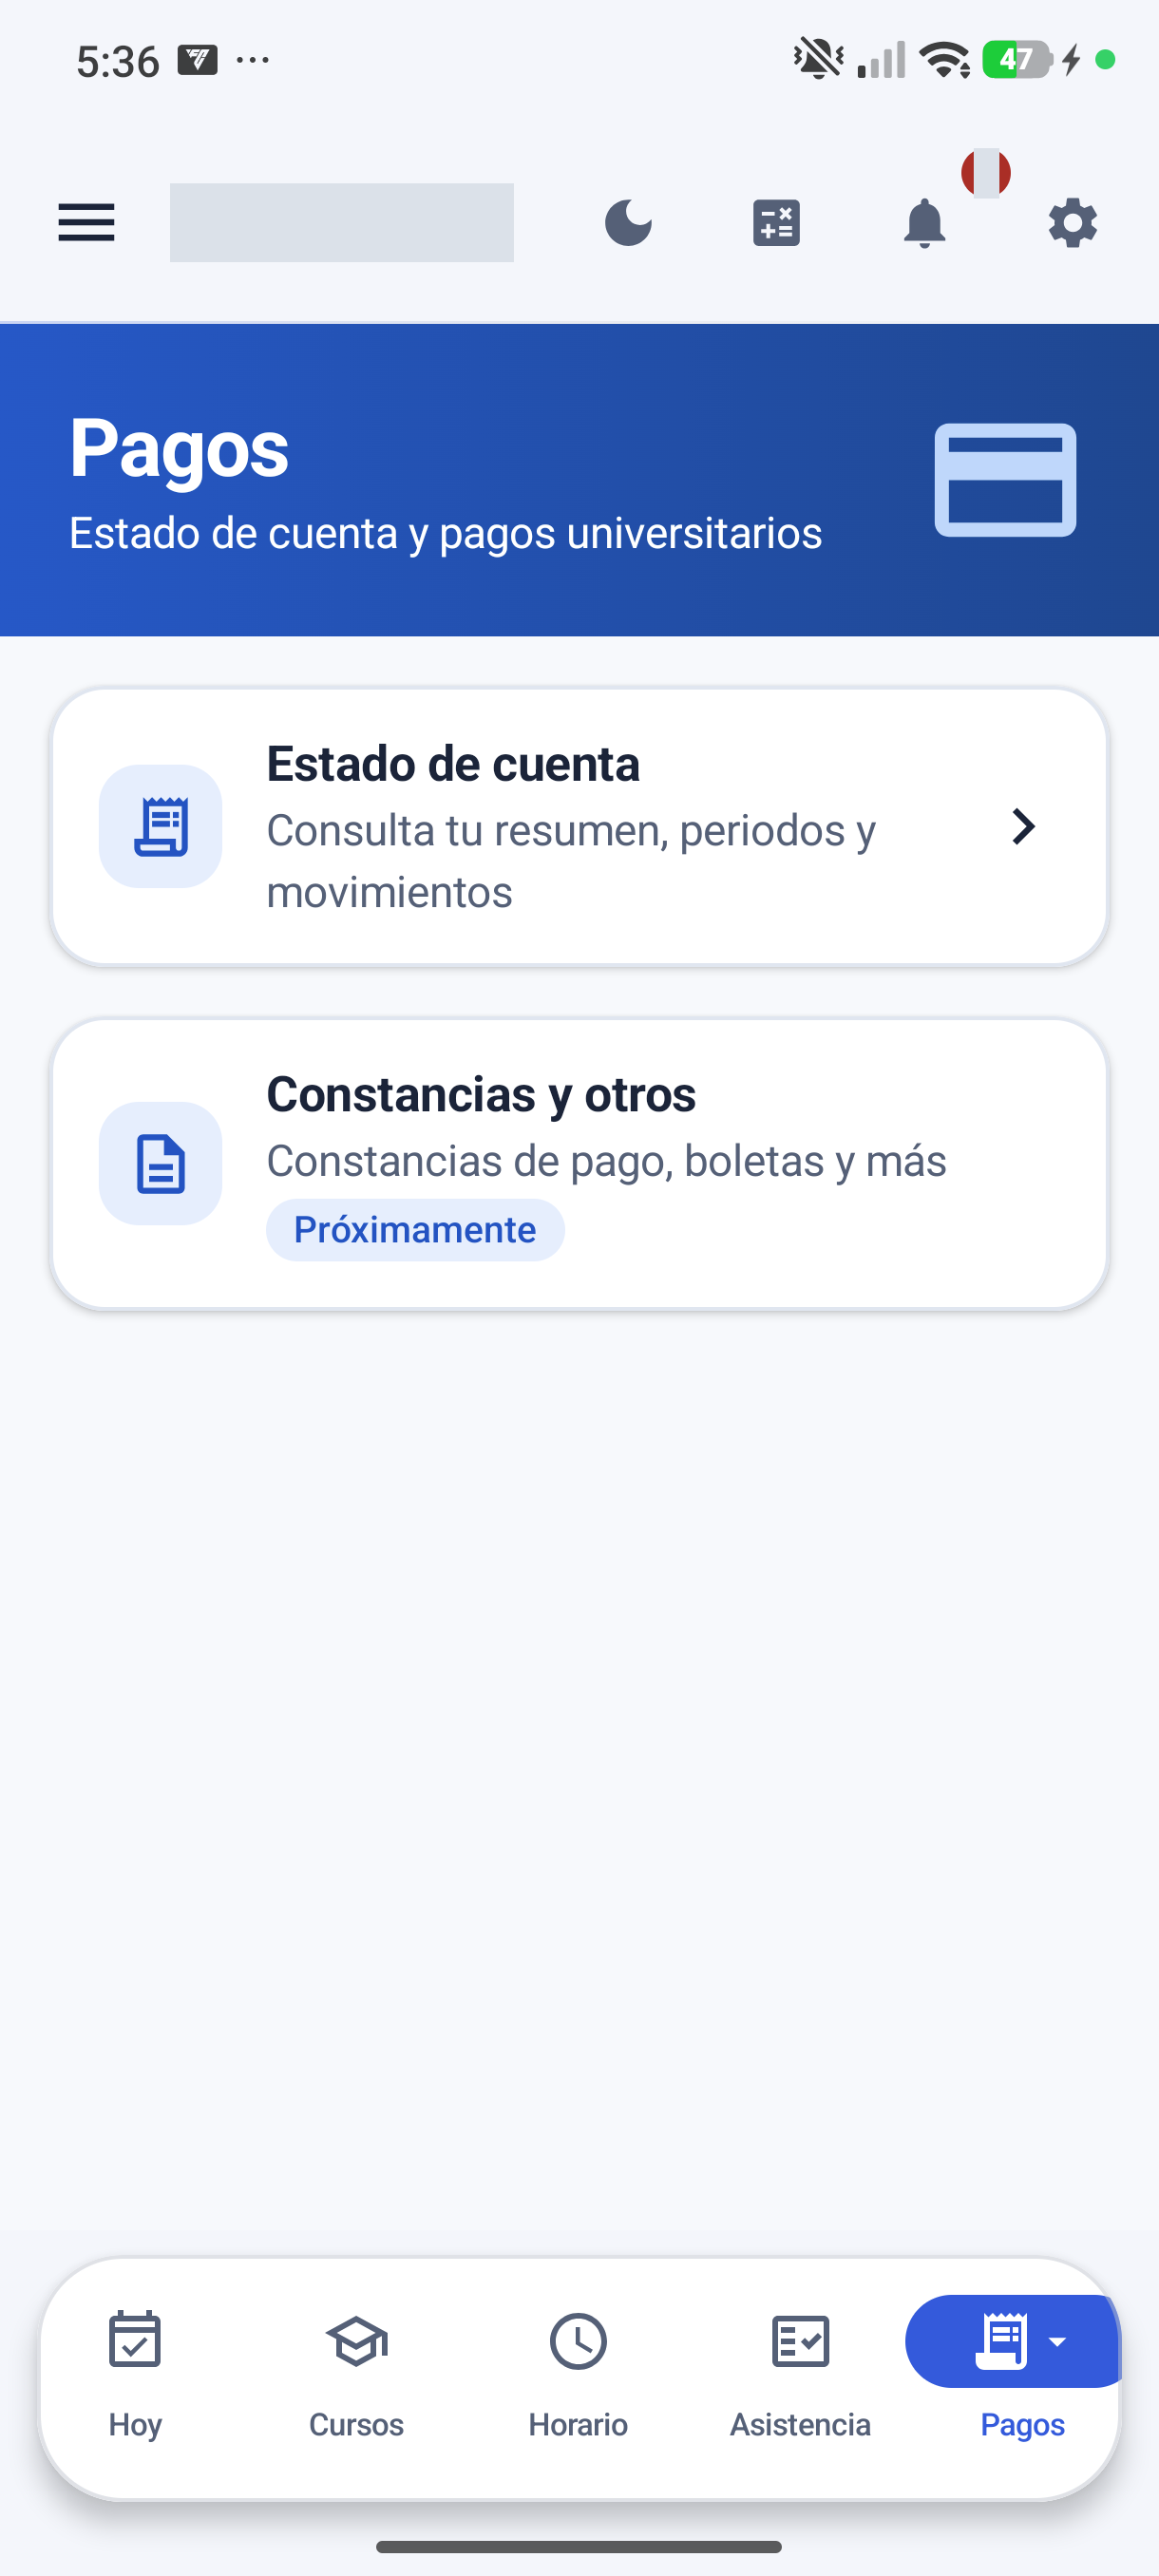 5:36
47
Pagos
Estado de cuenta y pagos universitarios
Estado de cuenta
Consulta tu resumen, periodos y
movimientos
Constancias y otros
Constancias de pago, boletas y más
Próximamente
Hoy
Cursos
Horario
Asistencia
Pagos